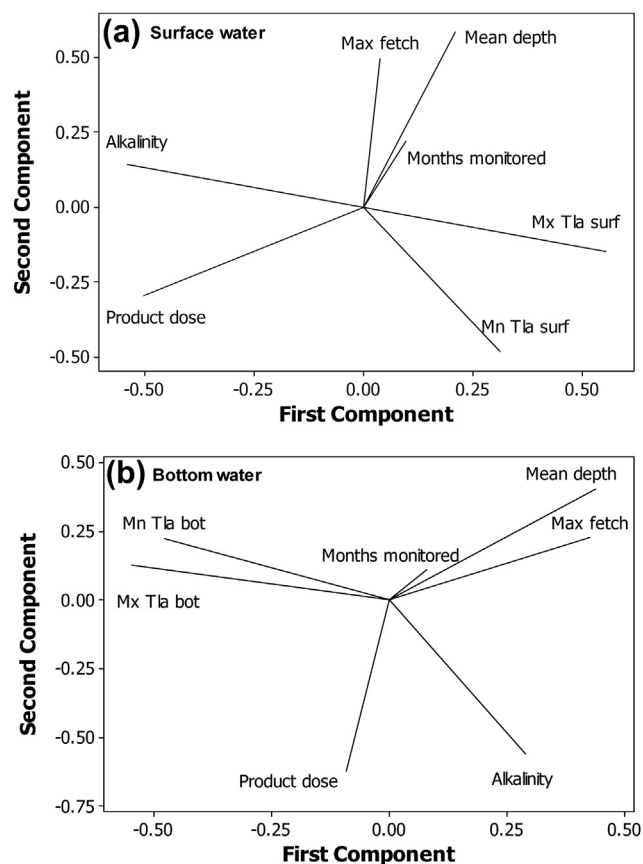 (a) Surface water
Max fetch
Mean depth
0.50
0.25
Alkalinity
Months monitored
0.00
Mx Tla surf
-0.25
Product dose
Mn Tla surf
-0.50
Second Component
-0.50 -0.25 0.00 0.25 0.50
First Component
(b) Bottom water
0.50
Mean depth
Mn Tla bot
Max fetch
0.25
Months monitored
0.00
Mx Tla bot
-0.25
-0.50
Product dose
Alkalinity
-0.75
Second Component
-0.50 -0.25 0.00 0.25 0.50
First Component